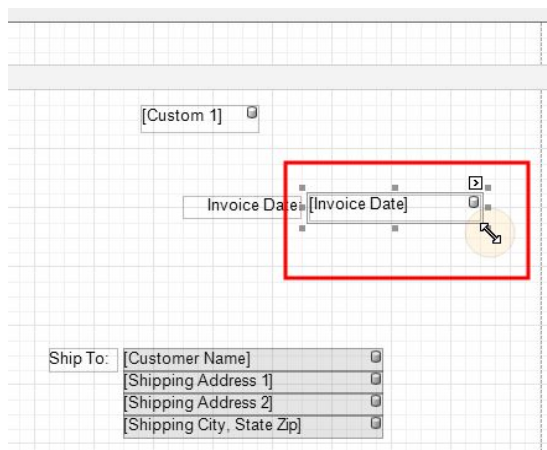 [Custom 1]
Invoice Date: [Invoice Date]
Ship To: [Customer Name]
[Shipping Address 1]
[Shipping Address 2]
[Shipping City, State Zip]